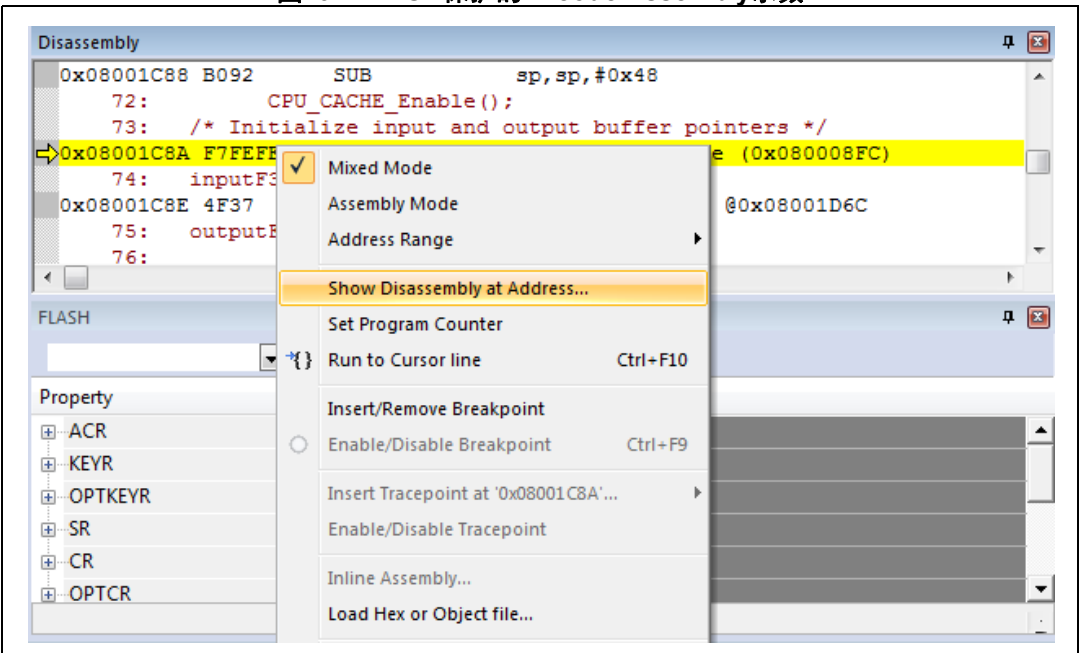 Disassembly
0x08001C88 B092 SUB sp,sp,#0x48
72: CPU_CACHE_Enable();
73: /* Initialize input and output buffer pointers */
0x08001C8A F7FEFE e (0x080008FC)
74: inputF3
0x08001C8E 4F37 @0x08001D6C
75: output
76:
Mixed Mode
Assembly Mode
Address Range
Show Disassembly at Address...
Set Program Counter
Run to Cursor line Ctrl+F10
Insert/Remove Breakpoint
Enable/Disable Breakpoint Ctrl+F9
Insert Tracepoint at '0x08001C8A'...
Enable/Disable Tracepoint
Inline Assembly...
Load Hex or Object file...
FLASH
Property
ACR
KEYR
OPTKEYR
SR
CR
OPTCR